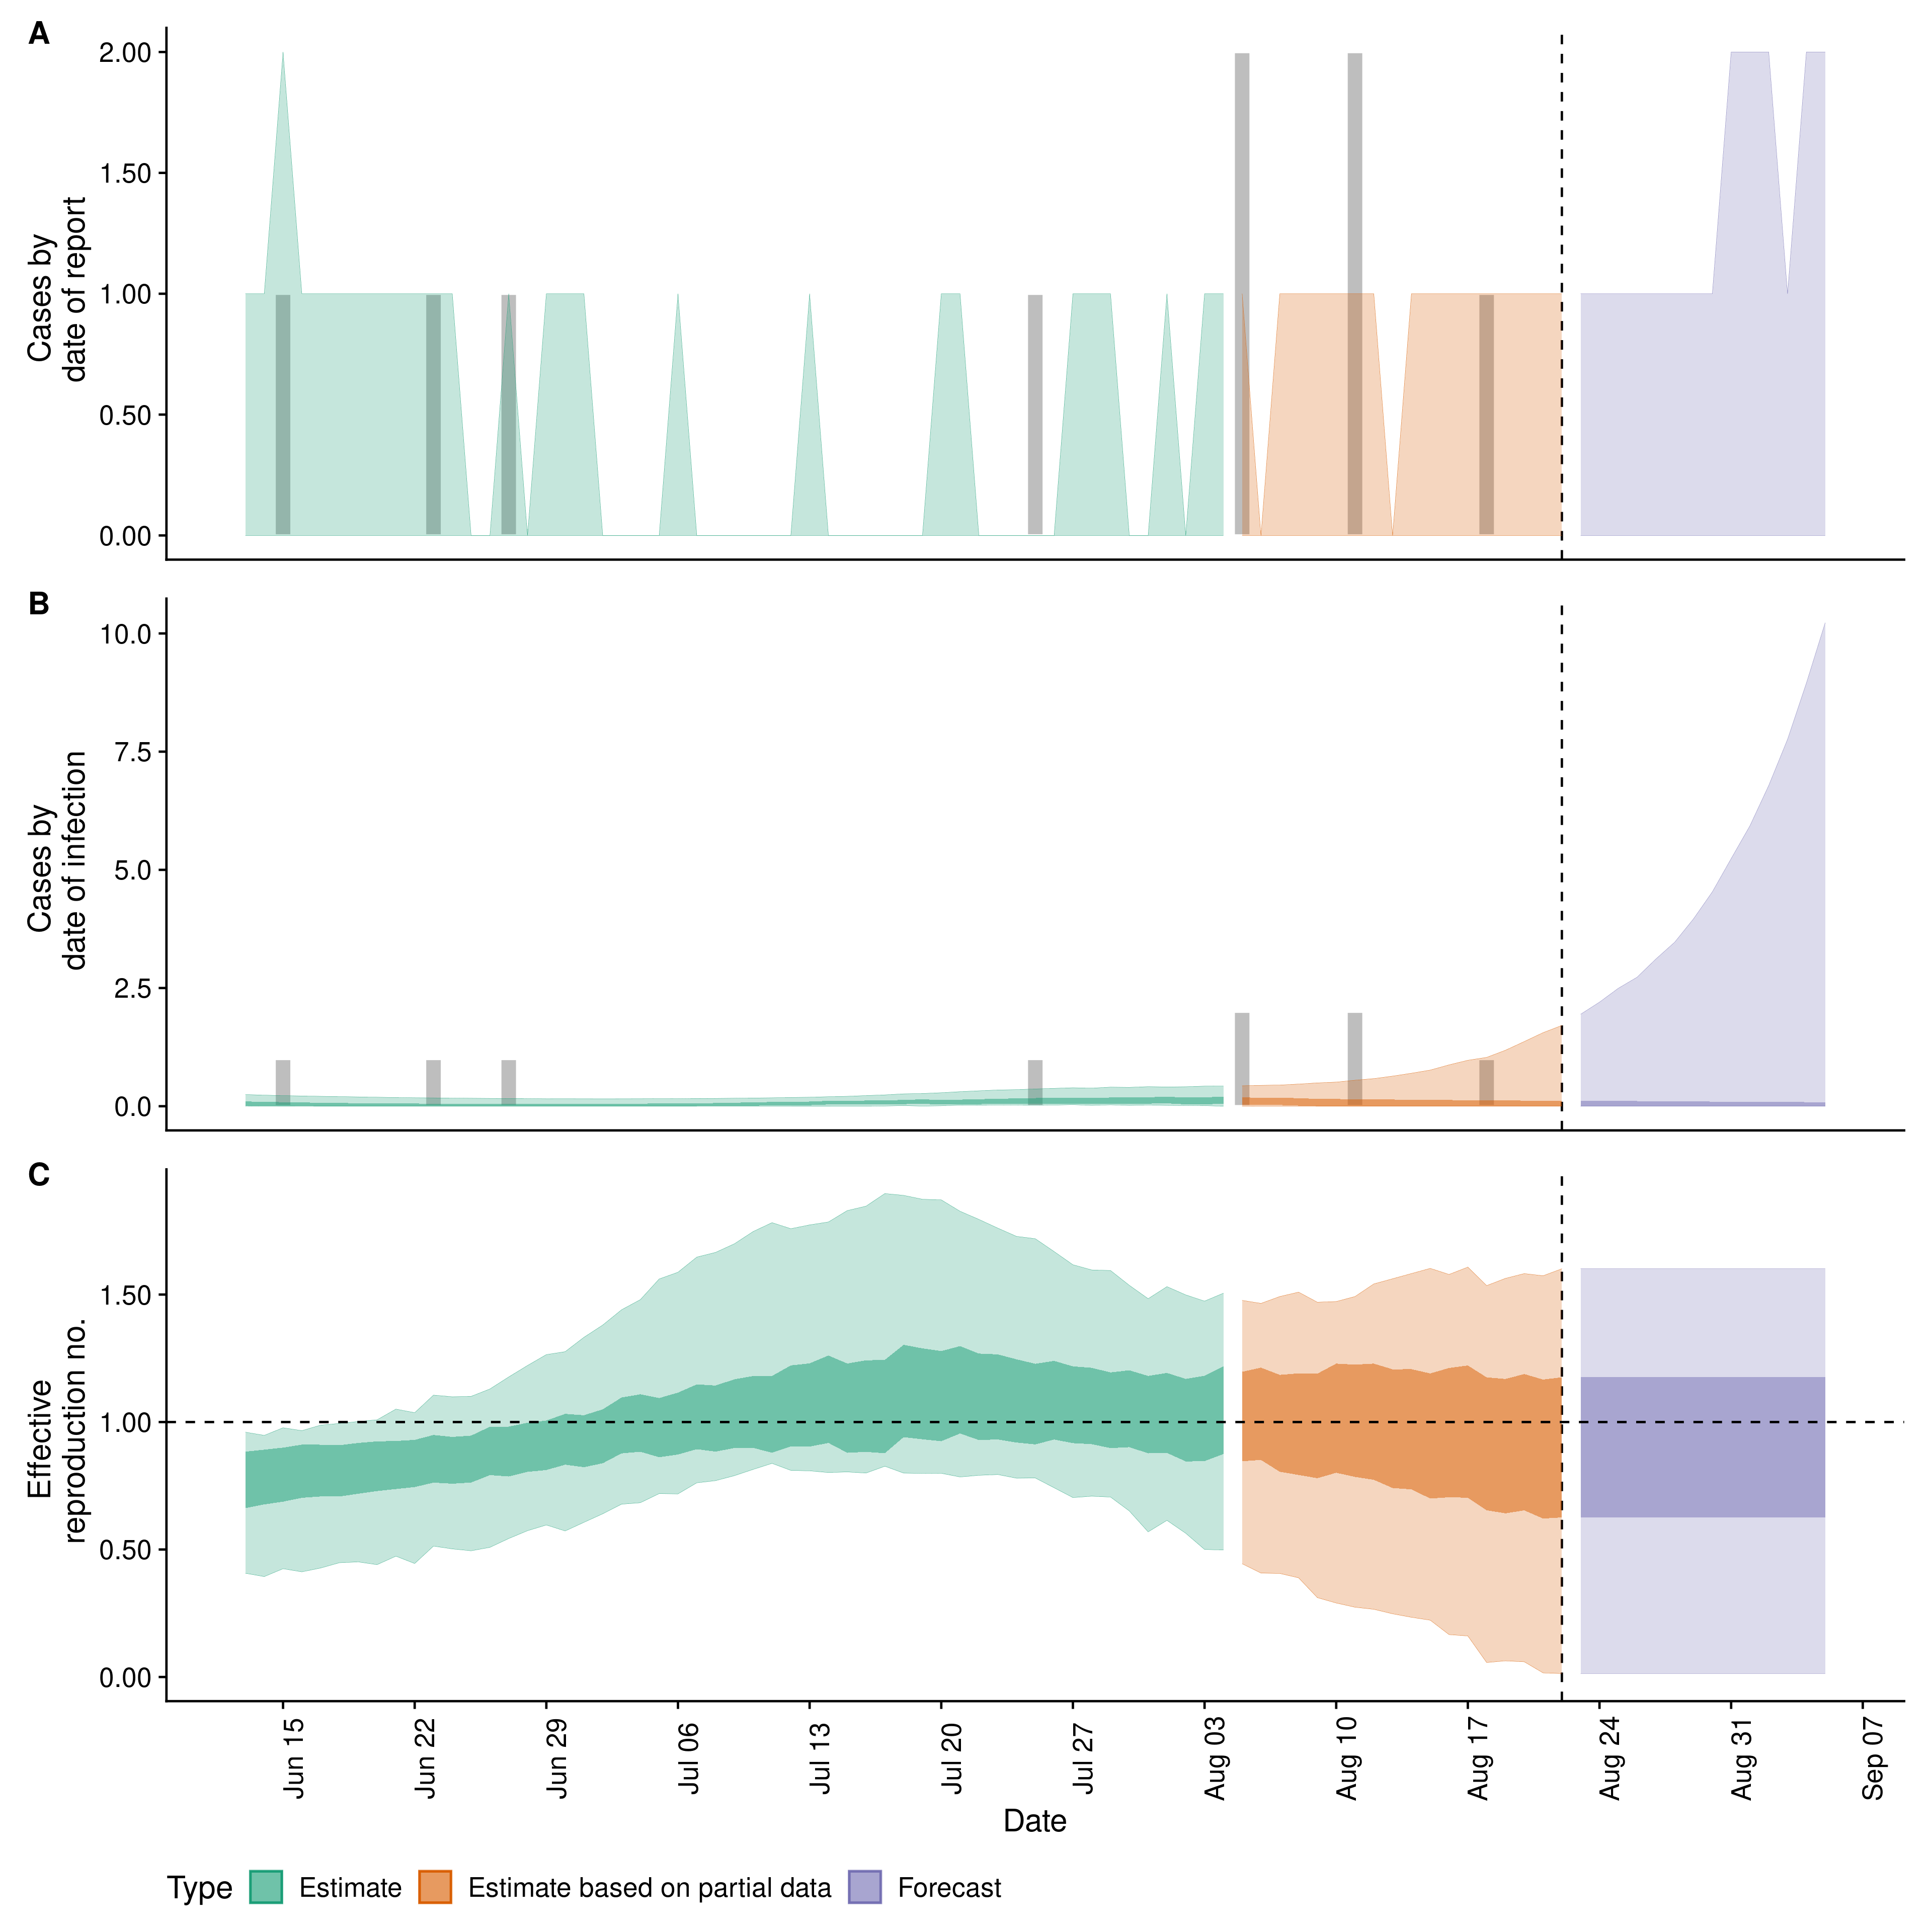 A
2.00
1.50
1.00
0.50
0.00
Cases by
date of report
B
10.0
7.5
5.0
2.5
0.0
Cases by
date of infection
C
1.50
1.00
0.50
0.00
Effective
reproduction no.
Jun 15
Jun 22
Jun 29
Jul 06
Jul 13
Jul 20
Jul 27
Aug 03
Aug 10
Aug 17
Aug 24
Aug 31
Sep 07
Date
Type Estimate Estimate based on partial data Forecast